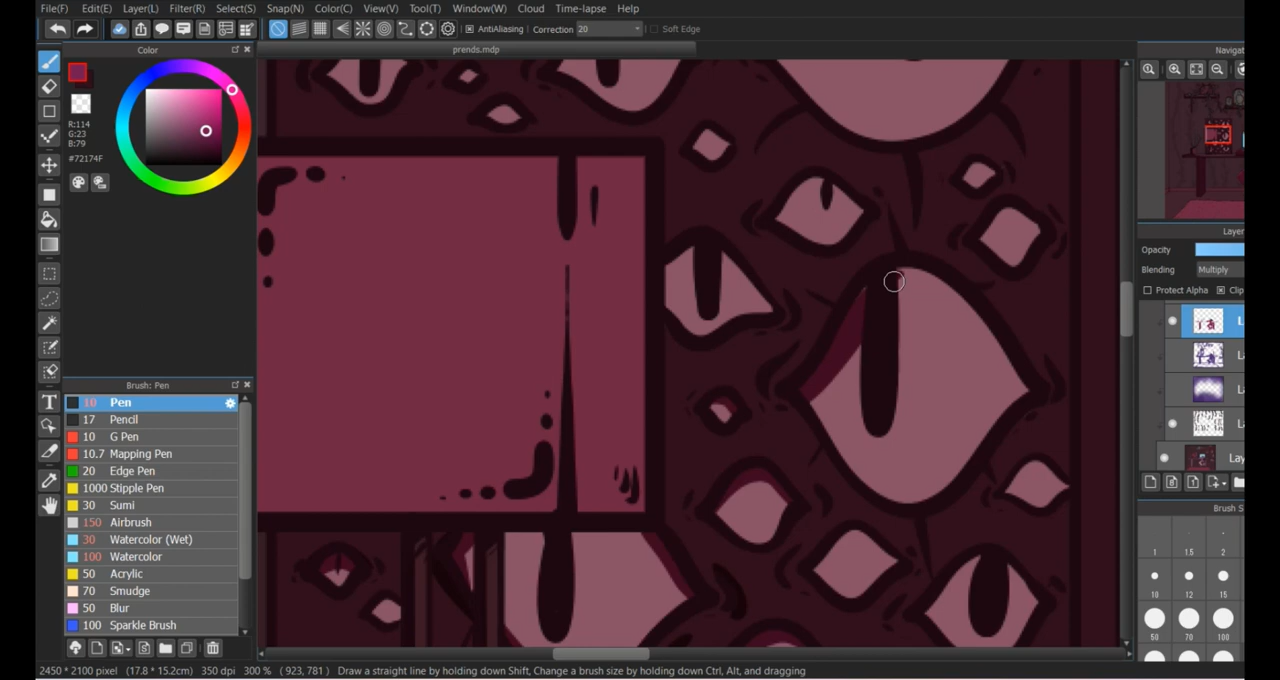 File(F) Edit(E) Layer(L) Filter(R) Select(S) Snap(N) Color(C) View(V) Tool(T) Window(W) Cloud Time-lapse Help
AntiAliasing Correction 20 Soft Edge
Color
prends.mdp
Navigat
R:114
G:23
B:79
#72174F
Layer
Opacity
Blending Multiply
Protect Alpha Clip
L
L
L
L
Lay
Brush: Pen
10 Pen
17 Pencil
10 G Pen
10.7 Mapping Pen
20 Edge Pen
1000 Stipple Pen
30 Sumi
150 Airbrush
30 Watercolor (Wet)
100 Watercolor
50 Acrylic
70 Smudge
50 Blur
100 Sparkle Brush
Brush S
1 1.5 2
10 12 15
50 70 100
2450 * 2100 pixel (17.8 * 15.2cm) 350 dpi 300 % ( 923, 781 ) Draw a straight line by holding down Shift, Change a brush size by holding down Ctrl, Alt, and dragging